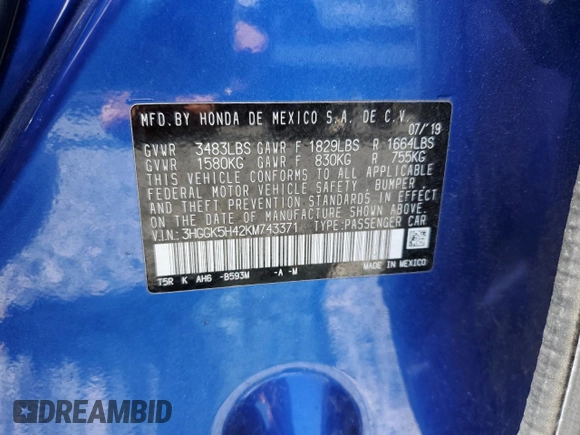 MFD. BY HONDA DE MEXICO S.A. DE C.V.
07/'19
GVWR 3483LBS GAWR F 1829LBS R 1664LBS
GVWR 1580KG GAWR F 830KG R 755KG
THIS VEHICLE CONFORMS TO ALL APPLICABLE
FEDERAL MOTOR VEHICLE SAFETY, BUMPER,
AND THEFT PREVENTION STANDARDS IN EFFECT
ON THE DATE OF MANUFACTURE SHOWN ABOVE.
VIN: 3HGGK5H42KM743371 TYPE:PASSENGER CAR
T5R K AH6 -B593M -A -M MADE IN MEXICO
DREAMBID